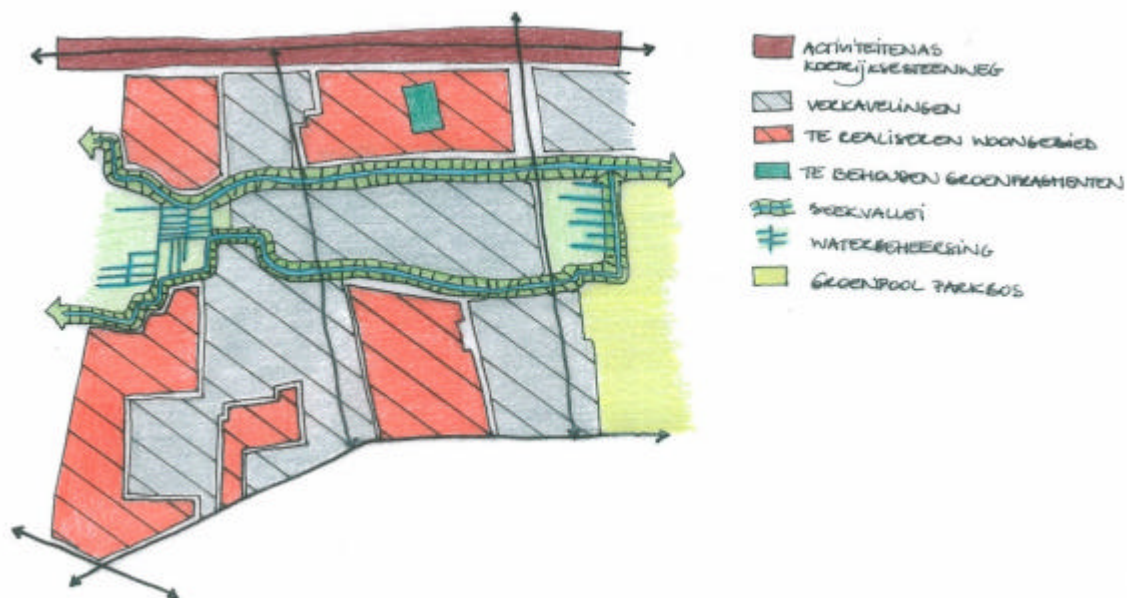 ACTIVITEITENAS
KORTRIJKSESTEENWEG
VERKAVELINGEN
TE REALISEREN WOONGEBIED
TE BEHOUDEN GROENFRAGMENTEN
BEEKVALLEI
WATERBEHEERSING
GROENPOOL PARKBOS